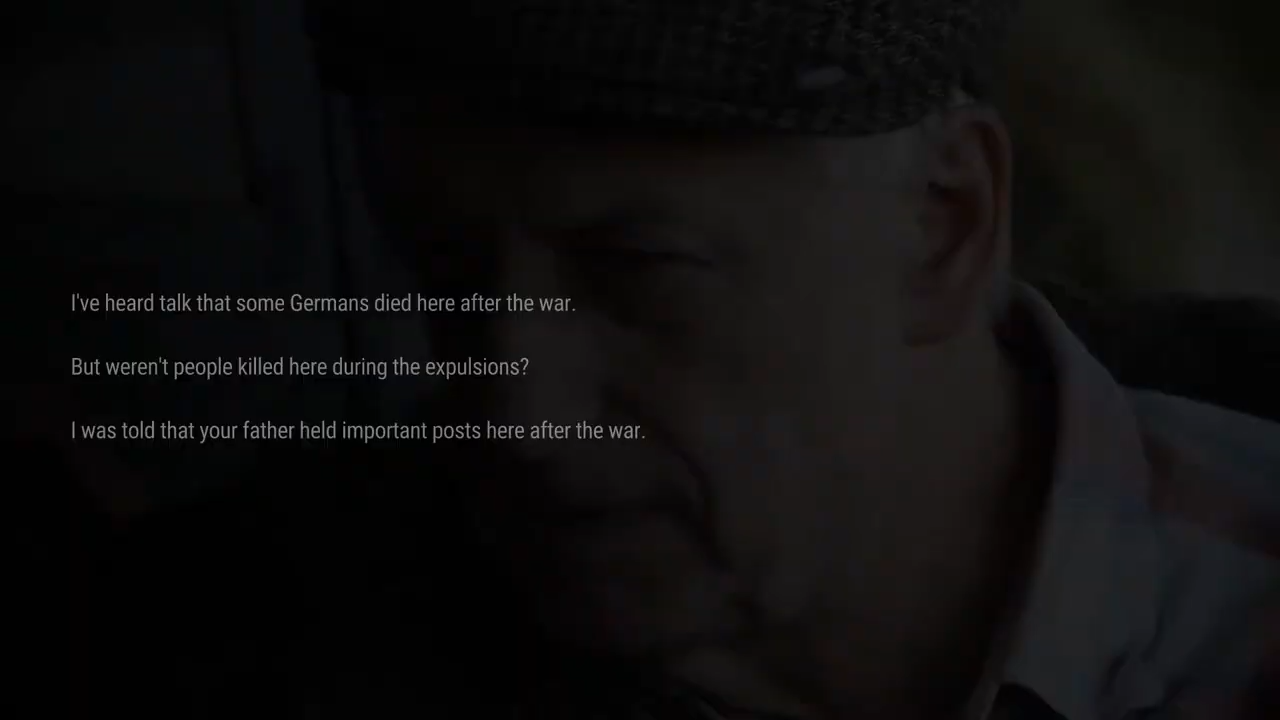 I've heard talk that some Germans died here after the war.
But weren't people killed here during the expulsions?
I was told that your father held important posts here after the war.